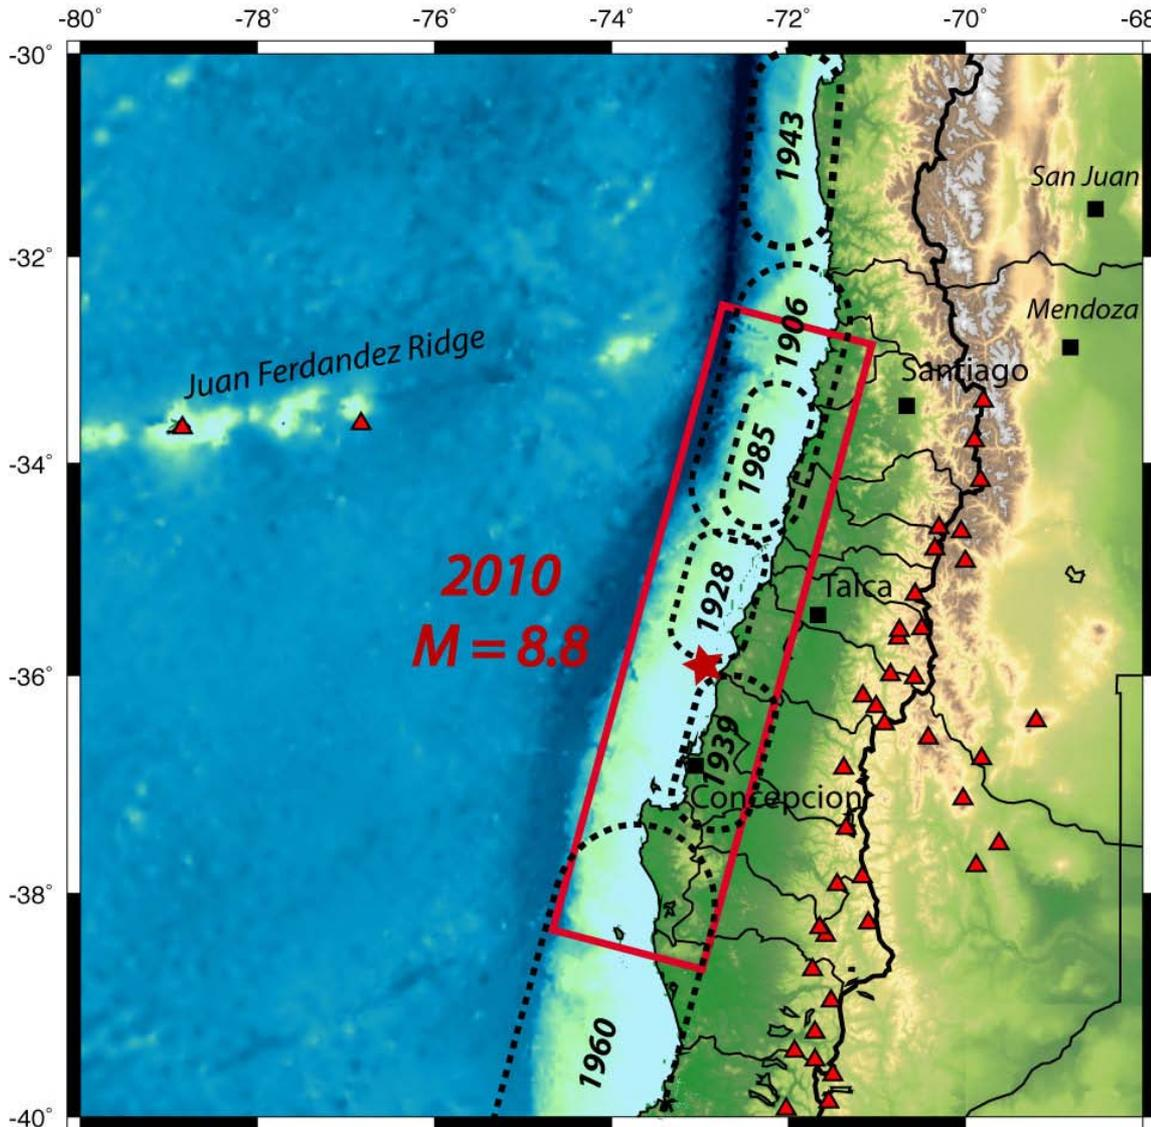 -80°
-78°
-76°
-74°
-72°
-70°
-68
-30°
1943
San Juan
-32°
1906
Mendoza
Juan Ferdandez Ridge
Santiago
1985
-34°
2010
M = 8.8
1928
Talca
-36°
1939
Concepcion
-38°
1960
-40°